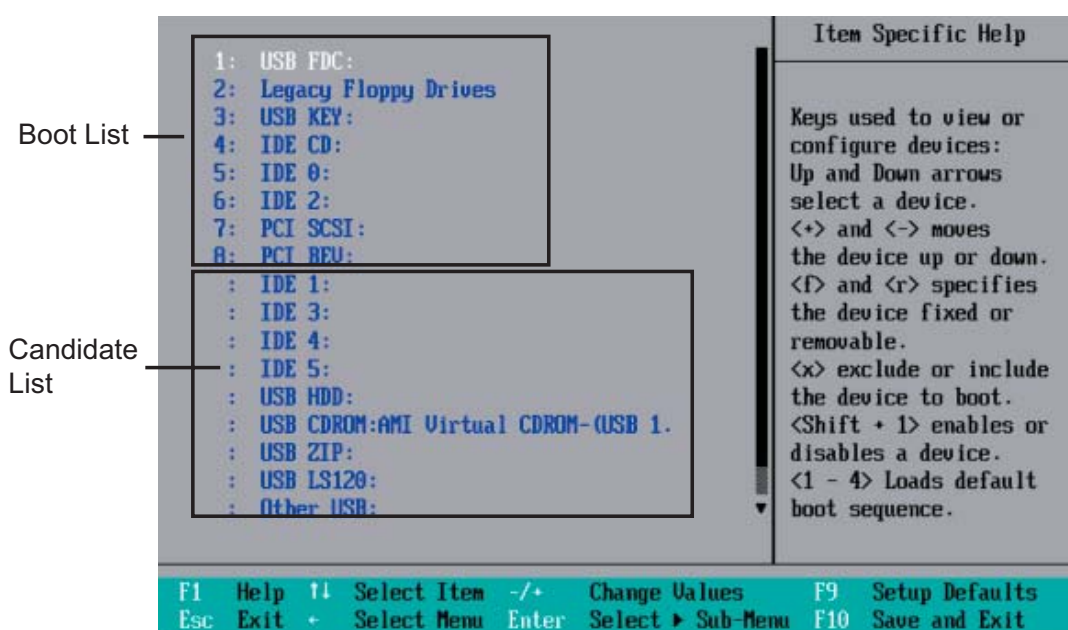 Boot List
Candidate
List
1: USB FDC:
2: Legacy Floppy Drives
3: USB KEY:
4: IDE CD:
5: IDE 0:
6: IDE 2:
7: PCI SCSI:
8: PCI BEV:
: IDE 1:
: IDE 3:
: IDE 4:
: IDE 5:
: USB HDD:
: USB CDROM:AMI Virtual CDROM-(USB 1.
: USB ZIP:
: USB LS120:
: Other USB:
Item Specific Help
Keys used to view or
configure devices:
Up and Down arrows
select a device.
<+> and <-> moves
the device up or down.
<f> and <r> specifies
the device fixed or
removable.
<x> exclude or include
the device to boot.
<Shift + 1> enables or
disables a device.
<1 - 4> Loads default
boot sequence.
F1 Help ↑↓ Select Item -/+ Change Values F9 Setup Defaults
Esc Exit ← Select Menu Enter Select ▶ Sub-Menu F10 Save and Exit